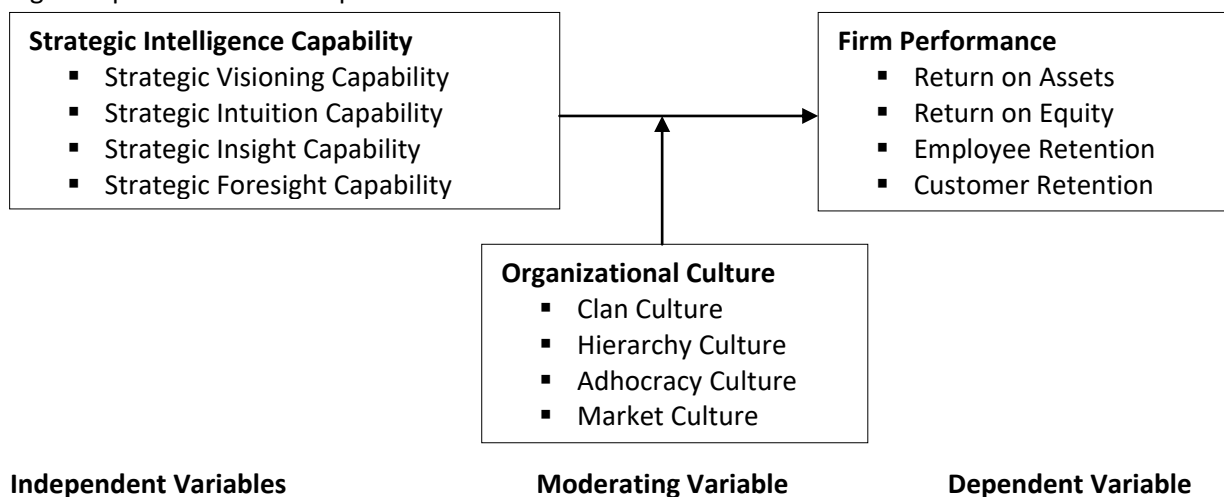 Strategic Intelligence Capability
▪ Strategic Visioning Capability
▪ Strategic Intuition Capability
▪ Strategic Insight Capability
▪ Strategic Foresight Capability
Firm Performance
▪ Return on Assets
▪ Return on Equity
▪ Employee Retention
▪ Customer Retention
Organizational Culture
▪ Clan Culture
▪ Hierarchy Culture
▪ Adhocracy Culture
▪ Market Culture
Independent Variables
Moderating Variable
Dependent Variable